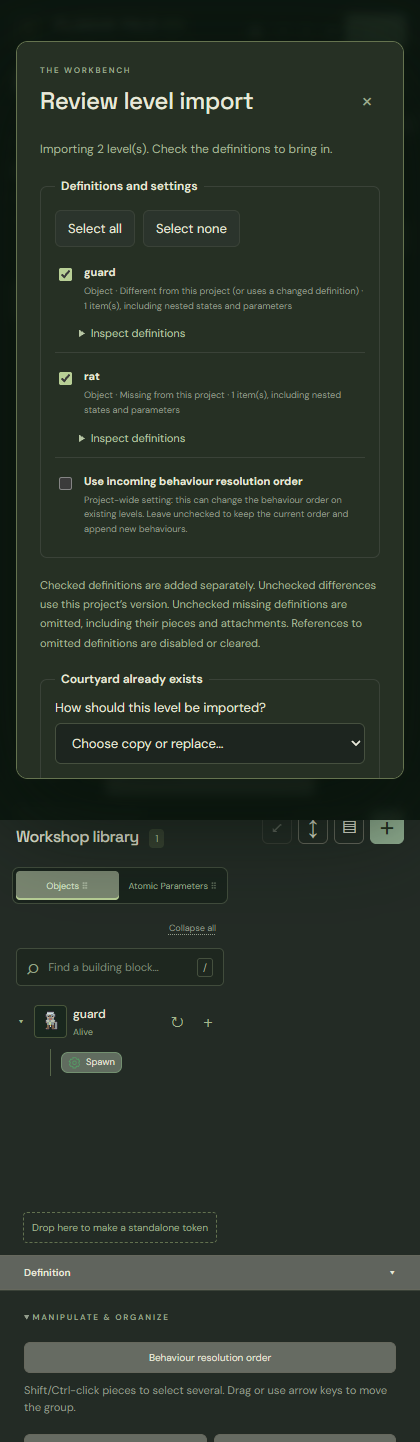 THE WORKBENCH
Review level import
×
Importing 2 level(s). Check the definitions to bring in.
Definitions and settings
Select all
Select none
guard
Object · Different from this project (or uses a changed definition) ·
1 item(s), including nested states and parameters
Inspect definitions
rat
Object · Missing from this project · 1 item(s), including nested
states and parameters
Inspect definitions
Use incoming behaviour resolution order
Project-wide setting: this can change the behaviour order on
existing levels. Leave unchecked to keep the current order and
append new behaviours.
Checked definitions are added separately. Unchecked differences
use this project's version. Unchecked missing definitions are
omitted, including their pieces and attachments. References to
omitted definitions are disabled or cleared.
Courtyard already exists
How should this level be imported?
Choose copy or replace...
Workshop library 1
Objects
Atomic Parameters
Collapse all
Find a building block...
/
guard
Alive
Spawn
Drop here to make a standalone token
Definition
MANIPULATE & ORGANIZE
Behaviour resolution order
Shift/Ctrl-click pieces to select several. Drag or use arrow keys to move
the group.